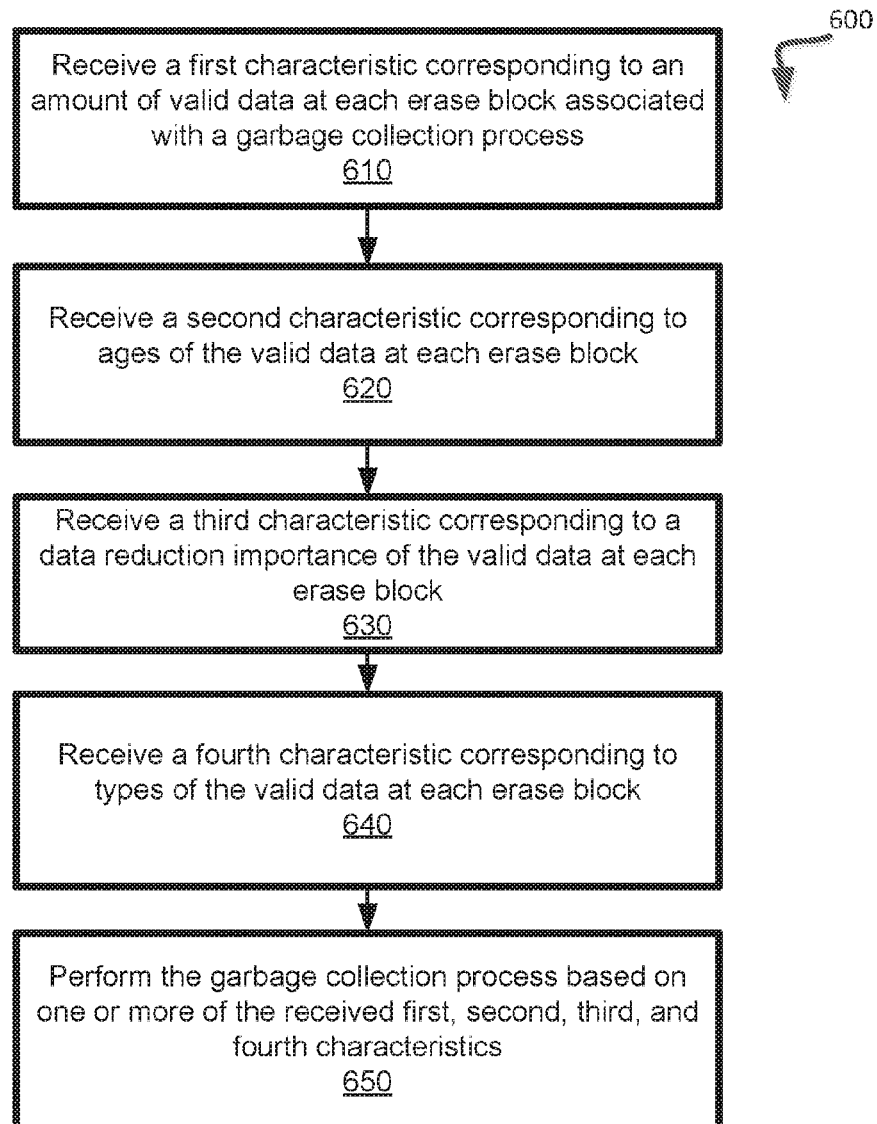 600
Receive a first characteristic corresponding to an
amount of valid data at each erase block associated
with a garbage collection process
610
Receive a second characteristic corresponding to
ages of the valid data at each erase block
620
Receive a third characteristic corresponding to a
data reduction importance of the valid data at each
erase block
630
Receive a fourth characteristic corresponding to
types of the valid data at each erase block
640
Perform the garbage collection process based on
one or more of the received first, second, third, and
fourth characteristics
650